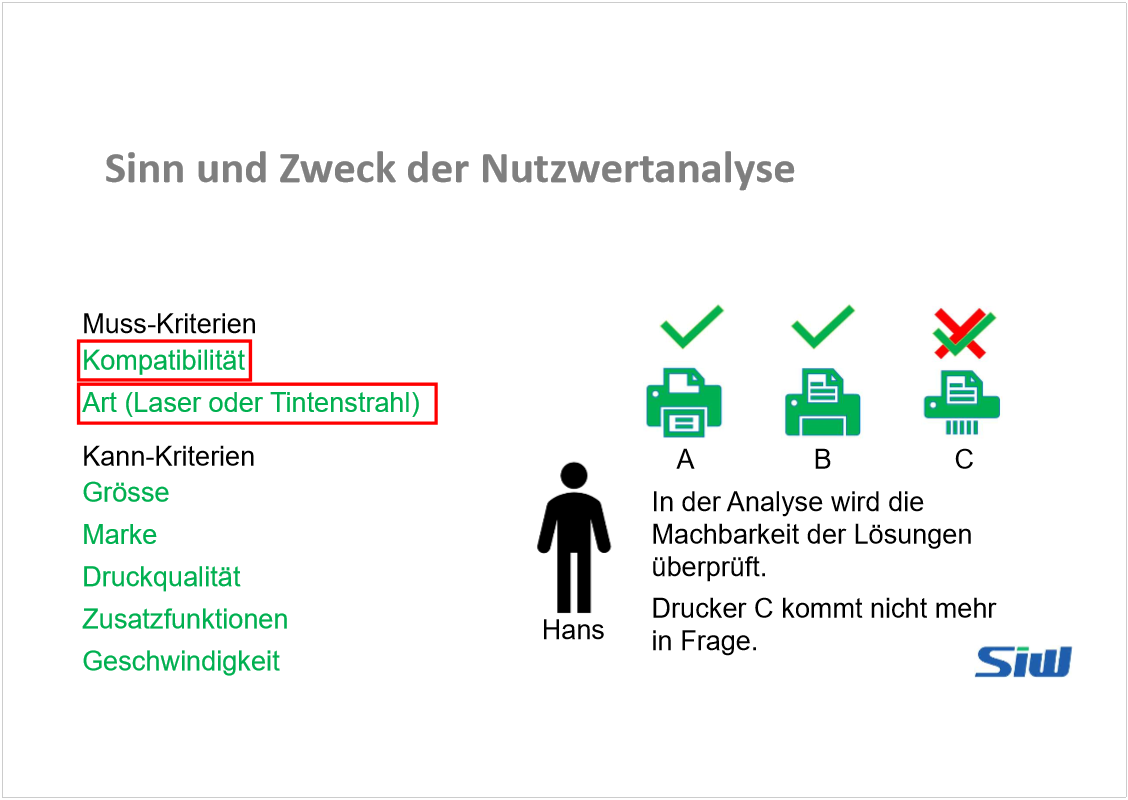 Sinn und Zweck der Nutzwertanalyse
Muss-Kriterien
Kompatibilität
Art (Laser oder Tintenstrahl)
Kann-Kriterien
Grösse
Marke
Druckqualität
Zusatzfunktionen
Geschwindigkeit
Hans
A
B
C
In der Analyse wird die
Machbarkeit der Lösungen
überprüft.
Drucker C kommt nicht mehr
in Frage.
Siw